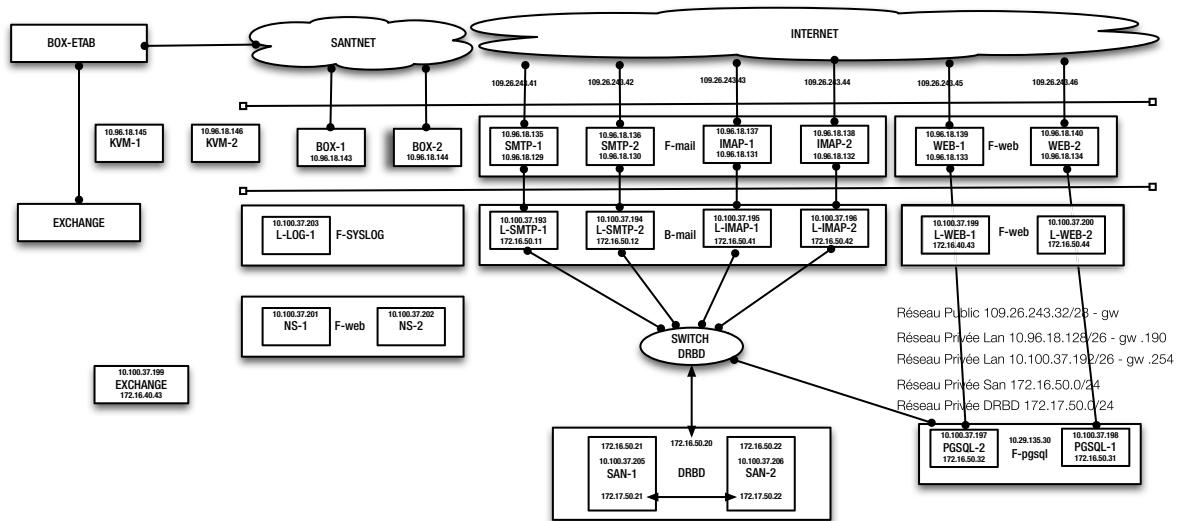 BOX-ETAB
SANTNET
INTERNET
109.26.243.41
109.26.243.42
109.26.243.43
109.26.243.44
109.26.243.45
109.26.243.46
10.96.18.145
KVM-1
10.96.18.146
KVM-2
BOX-1
10.96.18.143
BOX-2
10.96.18.144
10.96.18.135
SMTP-1
10.96.18.129
10.96.18.136
SMTP-2
10.96.18.130
F-mail
10.96.18.137
IMAP-1
10.96.18.131
10.96.18.138
IMAP-2
10.96.18.132
10.96.18.139
WEB-1
10.96.18.133
F-web
10.96.18.140
WEB-2
10.96.18.134
EXCHANGE
10.100.37.203
L-LOG-1
F-SYSLOG
10.100.37.193
L-SMTP-1
172.16.50.11
10.100.37.194
L-SMTP-2
172.16.50.12
B-mail
10.100.37.195
L-IMAP-1
172.16.50.41
10.100.37.196
L-IMAP-2
172.16.50.42
10.100.37.199
L-WEB-1
172.16.40.43
F-web
10.100.37.200
L-WEB-2
172.16.50.44
10.100.37.201
NS-1
F-web
10.100.37.202
NS-2
SWITCH
DRBD
Réseau Public 109.26.243.32/28 - gw
Réseau Privée Lan 10.96.18.128/26 - gw .190
Réseau Privée Lan 10.100.37.192/26 - gw .254
Réseau Privée San 172.16.50.0/24
Réseau Privée DRBD 172.17.50.0/24
10.100.37.199
EXCHANGE
172.16.40.43
172.16.50.21
10.100.37.205
SAN-1
172.17.50.21
172.16.50.20
DRBD
172.16.50.22
10.100.37.206
SAN-2
172.17.50.22
10.100.37.197
PGSQL-2
172.16.50.32
10.29.135.30
F-pgsql
10.100.37.198
PGSQL-1
172.16.50.31